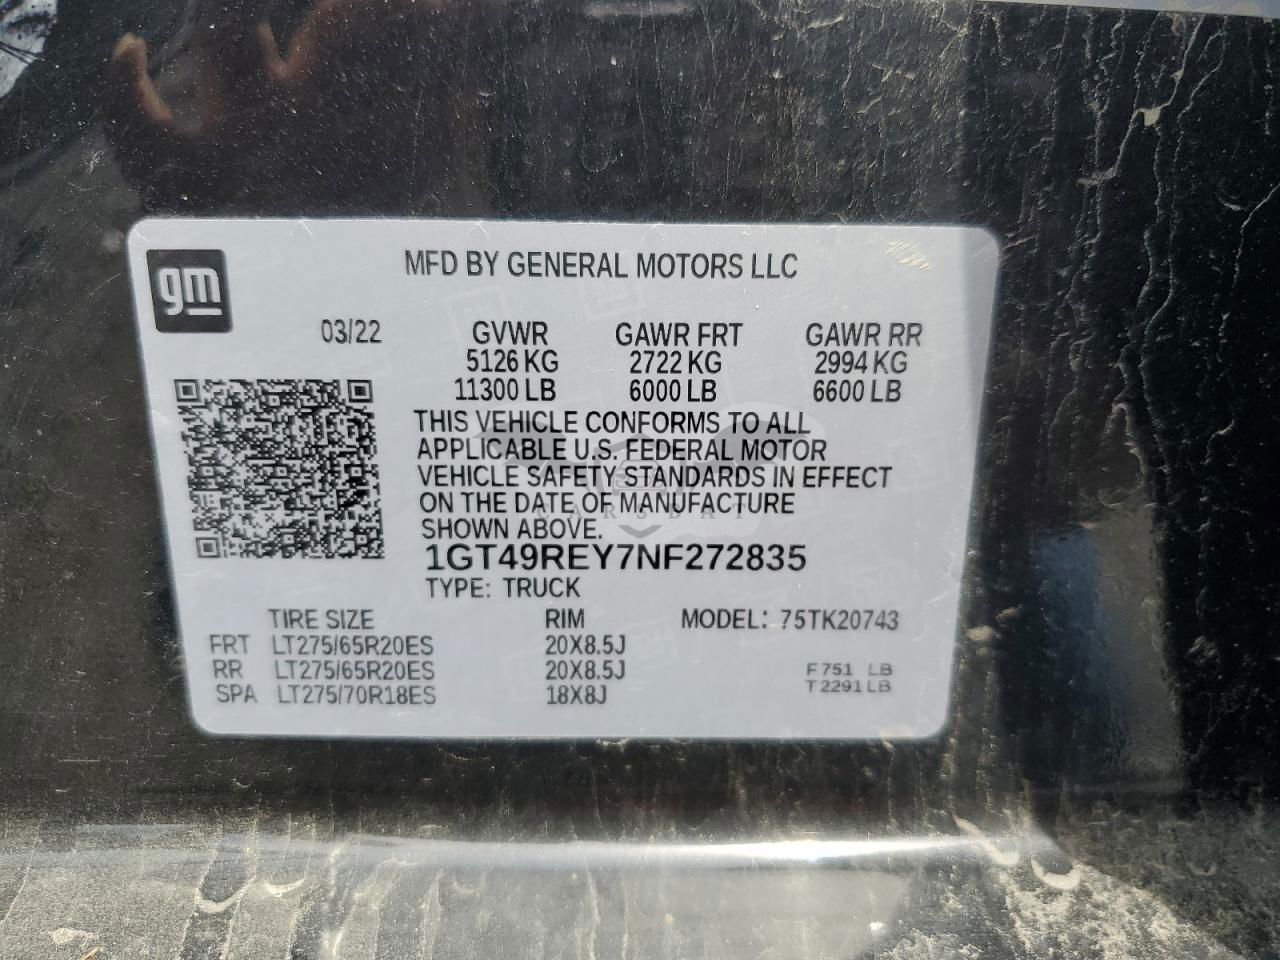 gm
MFD BY GENERAL MOTORS LLC
03/22 GVWR GAWR FRT GAWR RR
5126 KG 2722 KG 2994 KG
11300 LB 6000 LB 6600 LB
THIS VEHICLE CONFORMS TO ALL
APPLICABLE U.S. FEDERAL MOTOR
VEHICLE SAFETY STANDARDS IN EFFECT
ON THE DATE OF MANUFACTURE
SHOWN ABOVE.
1GT49REY7NF272835
TYPE: TRUCK
TIRE SIZE RIM MODEL: 75TK20743
FRT LT275/65R20ES 20X8.5J
RR LT275/65R20ES 20X8.5J F751 LB
SPA LT275/70R18ES 18X8J T2291LB